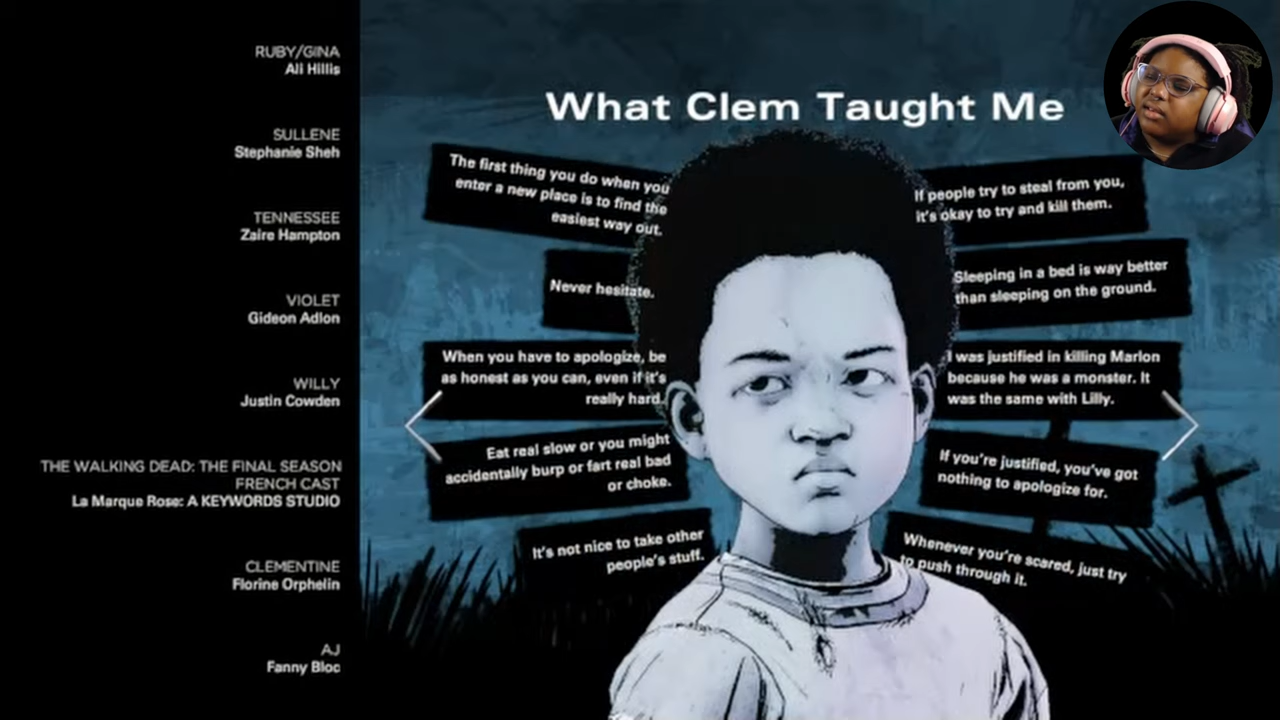 RUBY/GINA
Ali Hillis
SULLENE
Stephanie Sheh
TENNESSEE
Zaire Hampton
VIOLET
Gideon Adlon
WILLY
Justin Cowden
THE WALKING DEAD: THE FINAL SEASON
FRENCH CAST
La Marque Rose: A KEYWORDS STUDIO
CLEMENTINE
Florine Orphelin
AJ
Fanny Bloc
What Clem Taught Me
The first thing you do when you
enter a new place is to find the
easiest way out.
Never hesitate.
When you have to apologize, be
as honest as you can, even if it's
really hard.
Eat real slow or you might
accidentally burp or fart real bad
or choke.
It's not nice to take other
people's stuff.
If people try to steal from you,
it's okay to try and kill them.
Sleeping in a bed is way better
than sleeping on the ground.
I was justified in killing Marlon
because he was a monster. It
was the same with Lilly.
If you're justified, you've got
nothing to apologize for.
Whenever you're scared, just try
to push through it.